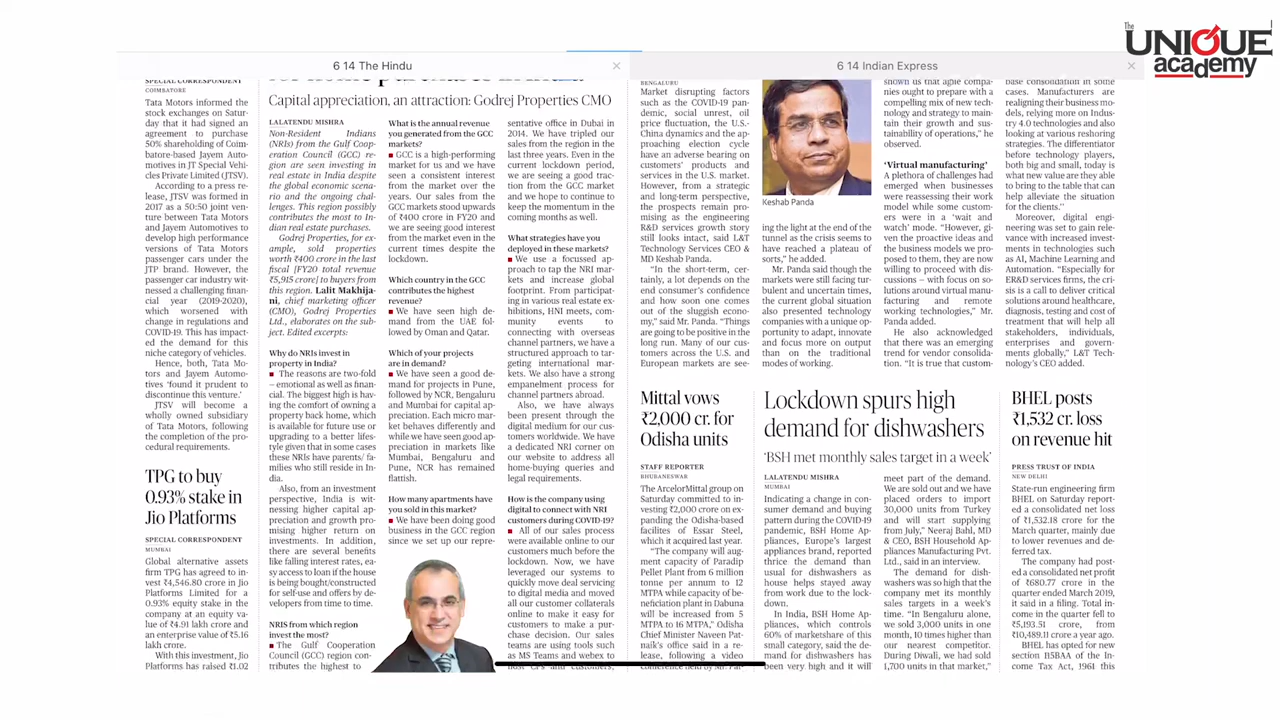 The
UNIQUE
academy
6 14 The Hindu
6 14 Indian Express
SPECIAL CORRESPONDENT
COIMBATORE
Tata Motors informed the
stock exchanges on Satur-
day that it had signed an
agreement to purchase
50% shareholding of Coim-
batore-based Jayem Auto-
motives in JT Special Vehi-
cles Private Limited (JTSV).
According to a press re-
lease, JTSV was formed in
2017 as a 50:50 joint ven-
ture between Tata Motors
and Jayem Automotives to
develop high performance
versions of Tata Motors
passenger cars under the
JTP brand. However, the
passenger car industry wit-
nessed a challenging finan-
cial year (2019-2020),
which worsened with
change in regulations and
COVID-19. This has impact-
ed the demand for this
niche category of vehicles.
Hence, both, Tata Mo-
tors and Jayem Automo-
tives 'found it prudent to
discontinue this venture.'
JTSV will become a
wholly owned subsidiary
of Tata Motors, following
the completion of the pro-
cedural requirements.
TPG to buy
0.93% stake in
Jio Platforms
SPECIAL CORRESPONDENT
MUMBAI
Global alternative assets
firm TPG has agreed to in-
vest ₹4,546.80 crore in Jio
Platforms Limited for a
0.93% equity stake in the
company at an equity va-
lue of ₹4.91 lakh crore and
an enterprise value of ₹5.16
lakh crore.
With this investment, Jio
Platforms has raised ₹1.02
for home purchases in India
Capital appreciation, an attraction: Godrej Properties CMO
LALATENDU MISHRA
Non-Resident Indians
(NRIs) from the Gulf Coop-
eration Council (GCC) re-
gion are seen investing in
real estate in India despite
the global economic scena-
rio and the ongoing chal-
lenges. This region possibly
contributes the most to In-
dian real estate purchases.
Godrej Properties, for ex-
ample, sold properties
worth ₹400 crore in the last
fiscal [FY20 total revenue
₹5,915 crore] to buyers from
this region. Lalit Makhija-
ni, chief marketing officer
(CMO), Godrej Properties
Ltd., elaborates on the sub-
ject. Edited excerpts:
Why do NRIs invest in
property in India?
The reasons are two-fold
– emotional as well as finan-
cial. The biggest high is hav-
ing the comfort of owning a
property back home, which
is available for future use or
upgrading to a better lifes-
tyle given that in some cases
these NRIs have parents/ fa-
milies who still reside in In-
dia.
Also, from an investment
perspective, India is wit-
nessing higher capital ap-
preciation and growth pro-
mising higher return on
investments. In addition,
there are several benefits
like falling interest rates, ea-
sy access to loan if the house
is being bought/constructed
for self-use and offers by de-
velopers from time to time.
NRIS from which region
invest the most?
The Gulf Cooperation
Council (GCC) region con-
tributes the highest to
What is the annual revenue
you generated from the GCC
markets?
GCC is a high-performing
market for us and we have
seen a consistent interest
from the market over the
years. Our sales from the
GCC markets stood upwards
of ₹400 crore in FY20 and
we are seeing good interest
from the market even in the
current times despite the
lockdown.
Which country in the GCC
contributes the highest
revenue?
We have seen high de-
mand from the UAE fol-
lowed by Oman and Qatar.
Which of your projects
are in demand?
We have seen a good de-
mand for projects in Pune,
followed by NCR, Bengaluru
and Mumbai for capital ap-
preciation. Each micro mar-
ket behaves differently and
while we have seen good ap-
preciation in markets like
Mumbai, Bengaluru and
Pune, NCR has remained
flattish.
How many apartments have
you sold in this market?
We have been doing good
business in the GCC region
since we set up our repre-
sentative office in Dubai in
2014. We have tripled our
sales from the region in the
last three years. Even in the
current lockdown period,
we are seeing a good trac-
tion from the GCC market
and we hope to continue to
keep the momentum in the
coming months as well.
What strategies have you
deployed in these markets?
We use a focussed ap-
proach to tap the NRI mar-
kets and increase global
footprint. From participat-
ing in various real estate ex-
hibitions, HNI meets, com-
munity events to
connecting with overseas
channel partners, we have a
structured approach to tar-
geting international mar-
kets. We also have a strong
empanelment process for
channel partners abroad.
Also, we have always
been present through the
digital medium for our cus-
tomers worldwide. We have
a dedicated NRI corner on
our website to address all
home-buying queries and
legal requirements.
How is the company using
digital to connect with NRI
customers during COVID-19?
All of our sales process
were available online to our
customers much before the
lockdown. Now, we have
leveraged our systems to
quickly move deal servicing
to digital media and moved
all our customer collaterals
online to make it easy for
customers to make a pur-
chase decision. Our sales
teams are using tools such
as MS Teams and webex to
host CPs and customers,
BENGALURU
Market disrupting factors
such as the COVID-19 pan-
demic, social unrest, oil
price fluctuation, the U.S.-
China dynamics and the ap-
proaching election cycle
have an adverse bearing on
customers' products and
services in the U.S. market.
However, from a strategic
and long-term perspective,
the prospects remain pro-
mising as the engineering
R&D services growth story
still looks intact, said L&T
Technology Services CEO &
MD Keshab Panda.
"In the short-term, cer-
tainly, a lot depends on the
end consumer's confidence
and how soon one comes
out of the sluggish econo-
my," said Mr. Panda. "Things
are going to be positive in the
long run. Many of our cus-
tomers across the U.S. and
European markets are see-
Keshab Panda
ing the light at the end of the
tunnel as the crisis seems to
have reached a plateau of
sorts," he added.
Mr. Panda said though the
markets were still facing tur-
bulent and uncertain times,
the current global situation
also presented technology
companies with a unique op-
portunity to adapt, innovate
and focus more on output
than on the traditional
modes of working.
shown us that agile compa-
nies ought to prepared with a
compelling mix of new tech-
nology and strategy to main-
tain their growth and sus-
tainability of operations," he
observed.
'Virtual manufacturing'
A plethora of challenges had
emerged when businesses
were reassessing their work
model while some custom-
ers were in a 'wait and
watch' mode. "However, gi-
ven the proactive ideas and
the business models we pro-
posed to them, they are now
willing to proceed with dis-
cussions – with focus on so-
lutions around virtual manu-
facturing and remote
working technologies," Mr.
Panda added.
He also acknowledged
that there was an emerging
trend for vendor consolida-
tion. "It is true that custom-
base consolidation in some
cases. Manufacturers are
realigning their business mo-
dels, relying more on Indus-
try 4.0 technologies and also
looking at various reshoring
strategies. The differentiator
before technology players,
both big and small, today is
what new value are they able
to bring to the table that can
help alleviate the situation
for the clients."
Moreover, digital engi-
neering was set to gain rele-
vance with increased invest-
ments in technologies such
as AI, Machine Learning and
Automation. "Especially for
ER&D services firms, the cri-
sis is a call to deliver critical
solutions around healthcare,
diagnosis, testing and cost of
treatment that will help all
stakeholders, individuals,
enterprises and govern-
ments globally," L&T Tech-
nology's CEO added.
Mittal vows
₹2,000 cr. for
Odisha units
STAFF REPORTER
BHUBANESWAR
The ArcelorMittal group on
Saturday committed to in-
vesting ₹2,000 crore on ex-
panding the Odisha-based
facilites of Essar Steel,
which it acquired last year.
"The company will aug-
ment capacity of Paradip
Pellet Plant from 6 million
tonne per annum to 12
MTPA while capacity of be-
neficiation plant in Dabuna
will be increased from 5
MTPA to 16 MTPA," Odisha
Chief Minister Naveen Pat-
naik's office said in a re-
lease, following a video
conference held by Mr. Pat-
Lockdown spurs high
demand for dishwashers
'BSH met monthly sales target in a week'
LALATENDU MISHRA
MUMBAI
Indicating a change in con-
sumer demand and buying
pattern during the COVID-19
pandemic, BSH Home Ap-
pliances, Europe's largest
appliances brand, reported
thrice the demand than
usual for dishwashers as
house helps stayed away
from work due to the lock-
down.
In India, BSH Home Ap-
pliances, which controls
60% of marketshare of this
small category, said the de-
mand for dishwashers has
been very high and it will
meet part of the demand.
We are sold out and we have
placed orders to import
30,000 units from Turkey
and will start supplying
from July," Neeraj Bahl, MD
& CEO, BSH Household Ap-
pliances Manufacturing Pvt.
Ltd., said in an interview.
The demand for dish-
washers was so high that the
company met its monthly
sales targets in a week's
time. "In Bengaluru alone,
we sold 3,000 units in one
month, 10 times higher than
our nearest competitor.
During Diwali, we had sold
1,700 units in that market,"
BHEL posts
₹1,532 cr. loss
on revenue hit
PRESS TRUST OF INDIA
NEW DELHI
State-run engineering firm
BHEL on Saturday report-
ed a consolidated net loss
of ₹1,532.18 crore for the
March quarter, mainly due
to lower revenues and de-
ferred tax.
The company had post-
ed a consolidated net profit
of ₹680.77 crore in the
quarter ended March 2019,
it said in a filing. Total in-
come in the quarter fell to
₹5,193.51 crore, from
₹10,489.11 crore a year ago.
BHEL has opted for new
section 115BAA of the In-
come Tax Act, 1961 this